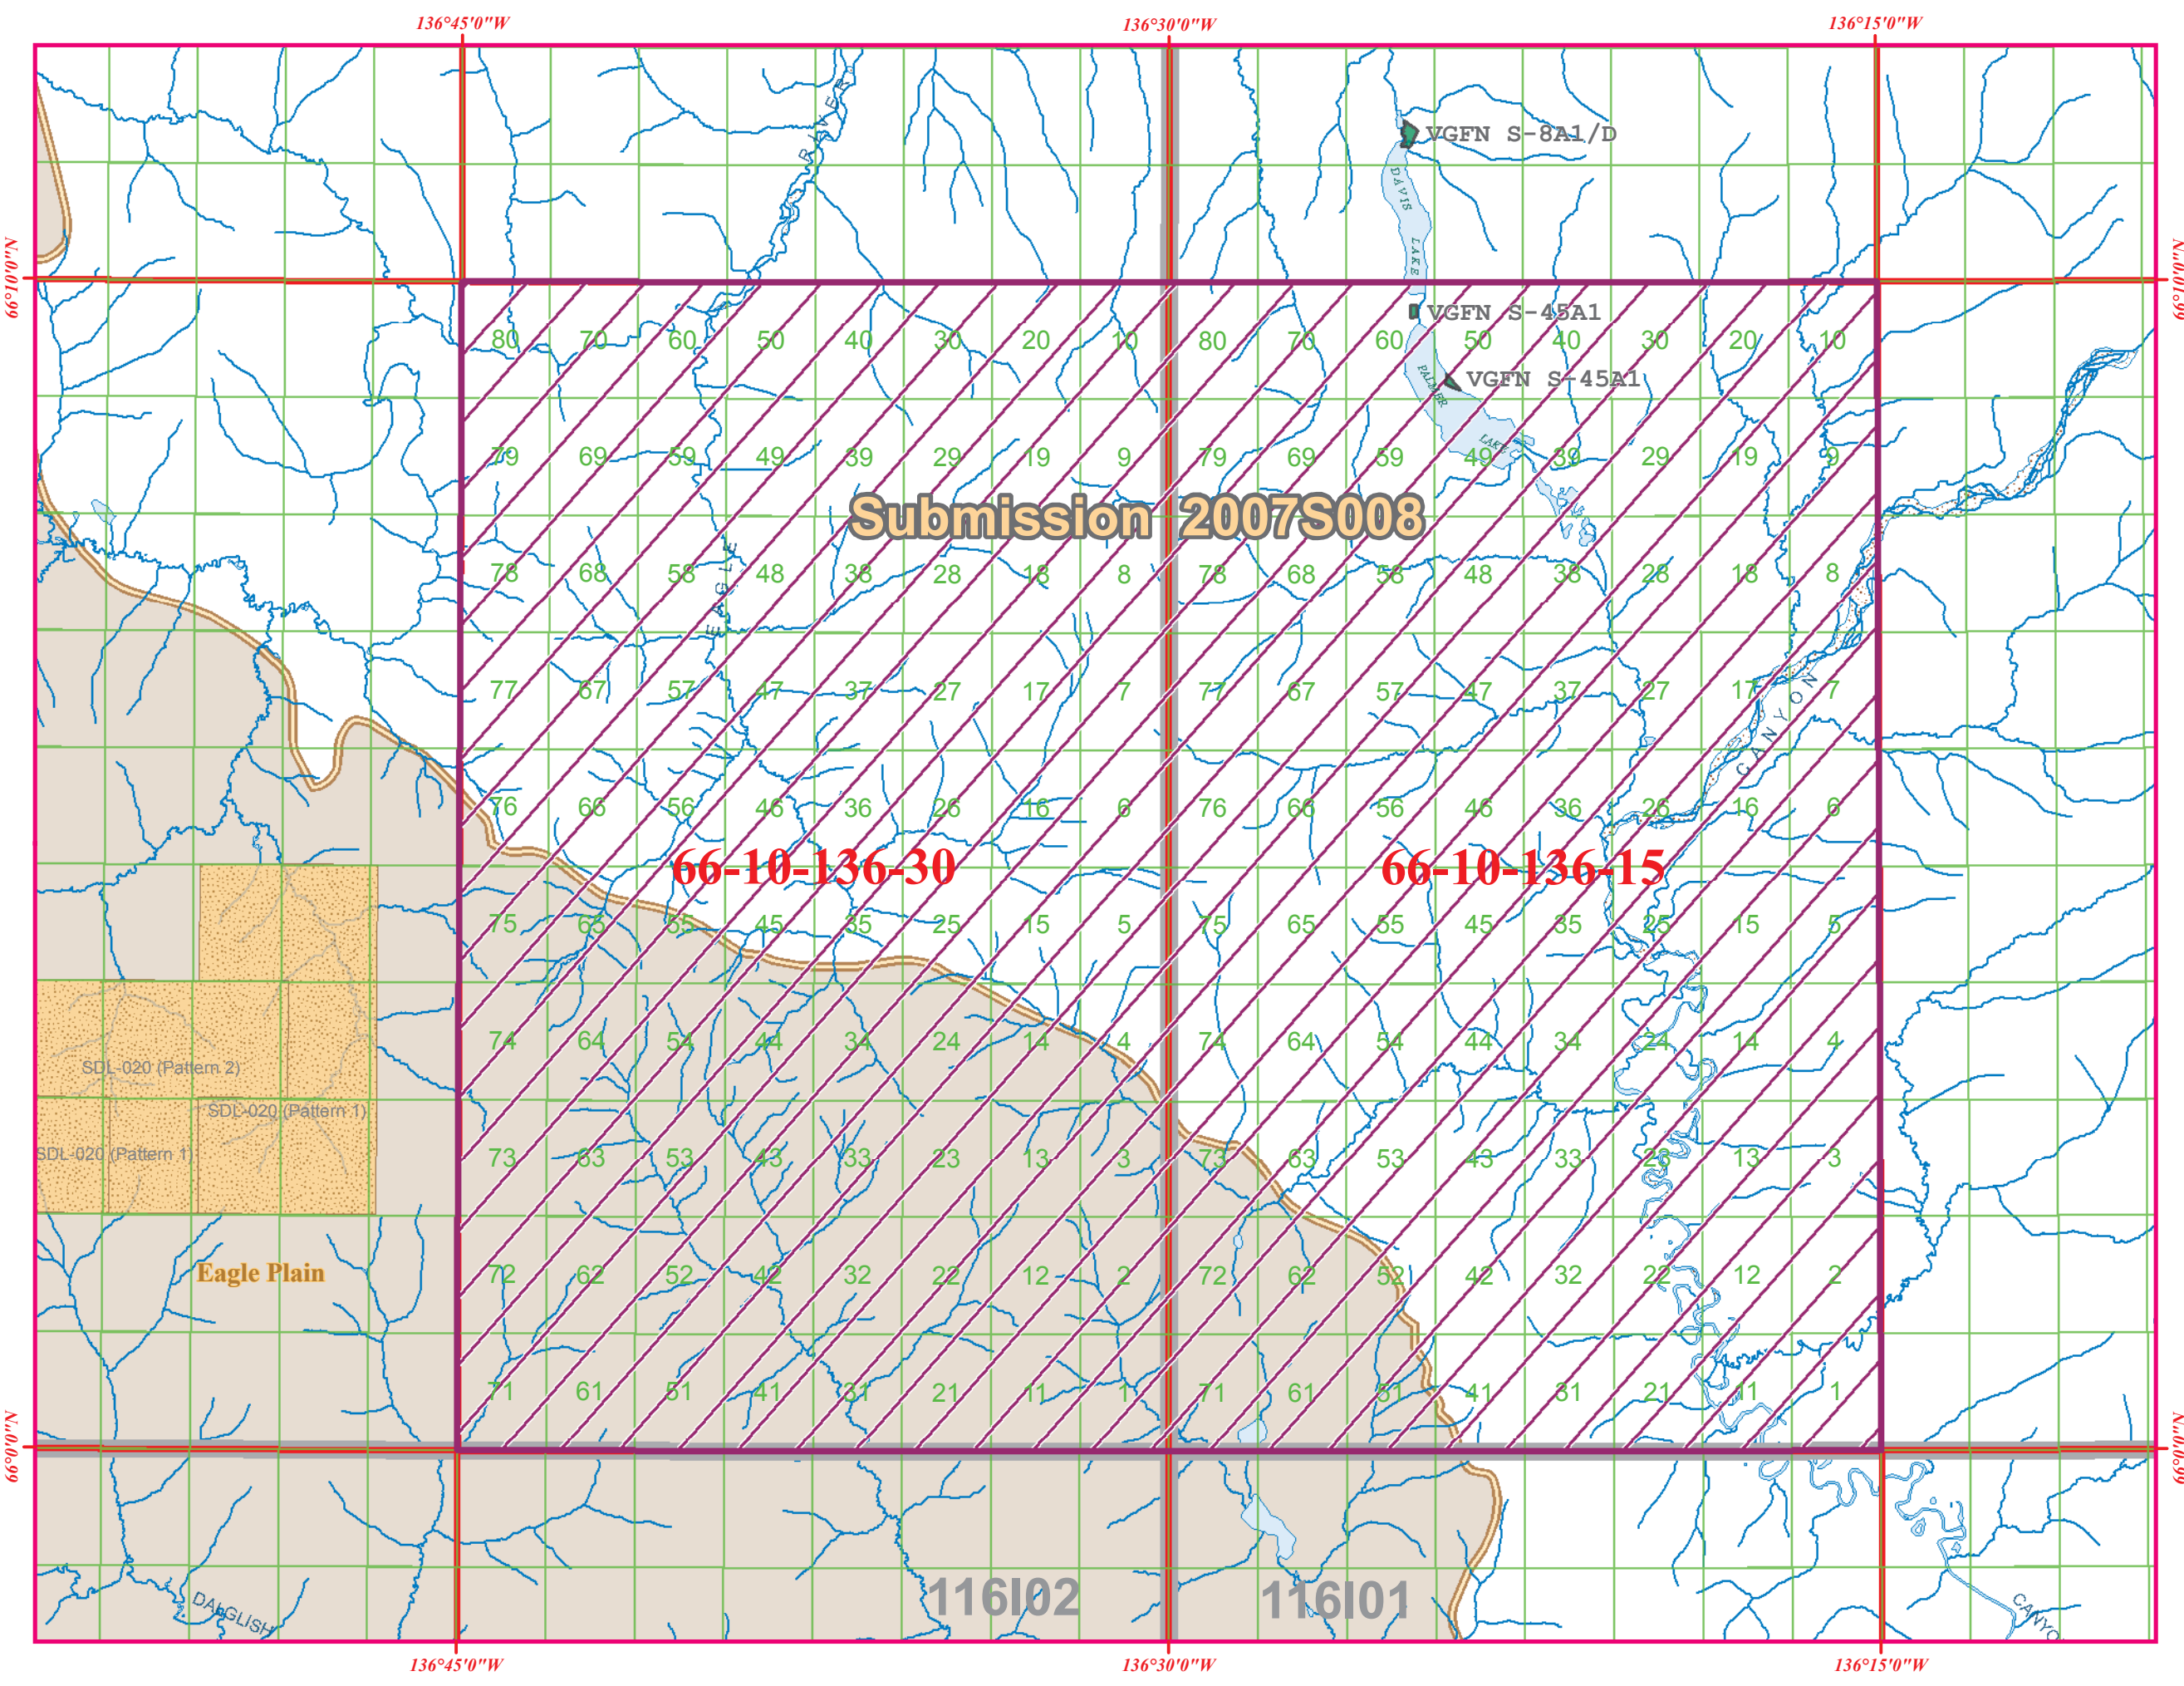 136°45'0"W 136°30'0"W 136°15'0"W
RIVER
VGFN S-8A1/D
DAVIS
LAKE
66°10'0"N 66°10'0"N
VGFN S-45A1
80 70 60 50 40 30 20 10 80 70 60 50 40 30 20 10
VGFN S-45A1
PALMER
LAKE
79 69 59 49 39 29 19 9 79 69 59 49 39 29 19 9
Submission 2007S008
78 68 58 48 38 28 18 8 78 68 58 48 38 28 18 8
EAGLE
77 67 57 47 37 27 17 7 77 67 57 47 37 27 17 7
CANYON
76 66 56 46 36 26 16 6 76 66 56 46 36 26 16 6
66-10-136-30 66-10-136-15
75 65 55 45 35 25 15 5 75 65 55 45 35 25 15 5
74 64 54 44 34 24 14 4 74 64 54 44 34 24 14 4
SDL-020 (Pattern 2)
SDL-020 (Pattern 1)
SDL-020 (Pattern 1)
73 63 53 43 33 23 13 3 73 63 53 43 33 23 13 3
Eagle Plain
72 62 52 42 32 22 12 2 72 62 52 42 32 22 12 2
71 61 51 41 31 21 11 1 71 61 51 41 31 21 11 1
66°0'0"N 66°0'0"N
DALGLISH
116I02 116I01
CANYO
136°45'0"W 136°30'0"W 136°15'0"W